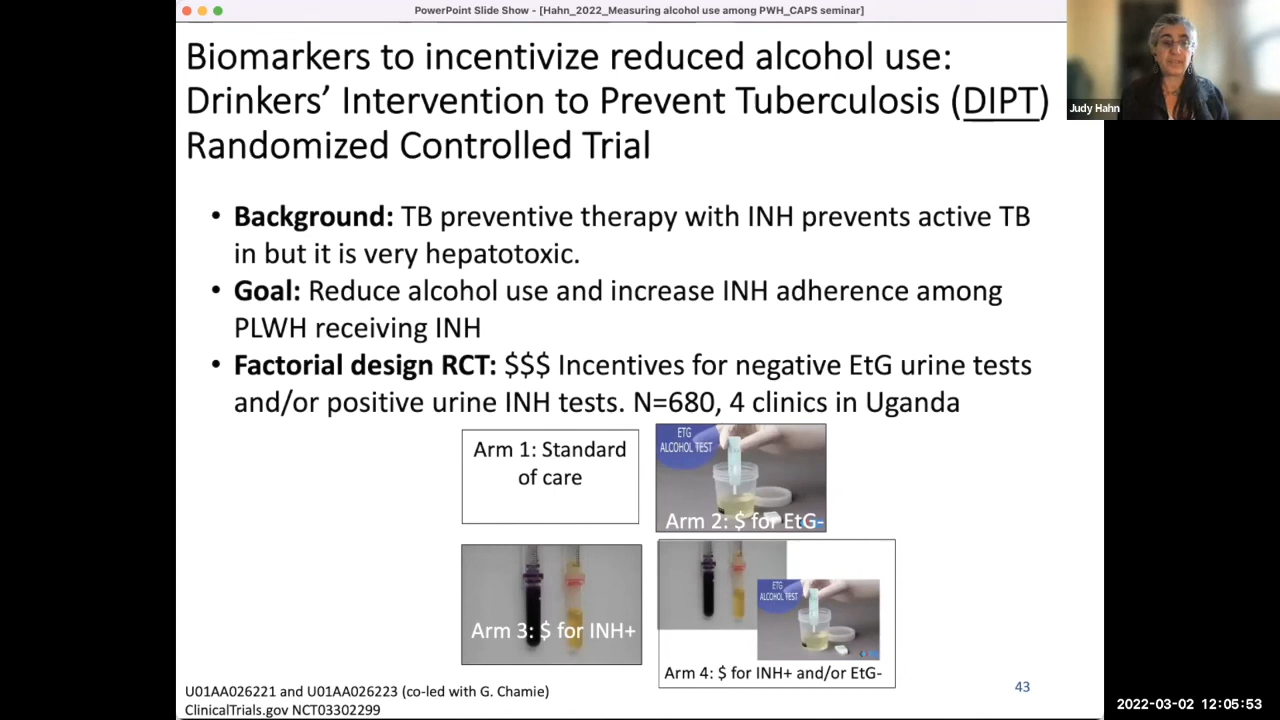 PowerPoint Slide Show - [Hahn_2022_Measuring alcohol use among PWH_CAPS seminar]
Biomarkers to incentivize reduced alcohol use:
Drinkers’ Intervention to Prevent Tuberculosis (DIPT)
Randomized Controlled Trial
Judy Hahn
• Background: TB preventive therapy with INH prevents active TB
in but it is very hepatotoxic.
• Goal: Reduce alcohol use and increase INH adherence among
PLWH receiving INH
• Factorial design RCT: $$$ Incentives for negative EtG urine tests
and/or positive urine INH tests. N=680, 4 clinics in Uganda
Arm 1: Standard
of care
ETG
ALCOHOL TEST
Arm 2: $ for EtG-
Arm 3: $ for INH+
ETG
ALCOHOL TEST
Arm 4: $ for INH+ and/or EtG-
U01AA026221 and U01AA026223 (co-led with G. Chamie)
ClinicalTrials.gov NCT03302299
43
2022-03-02 12:05:53